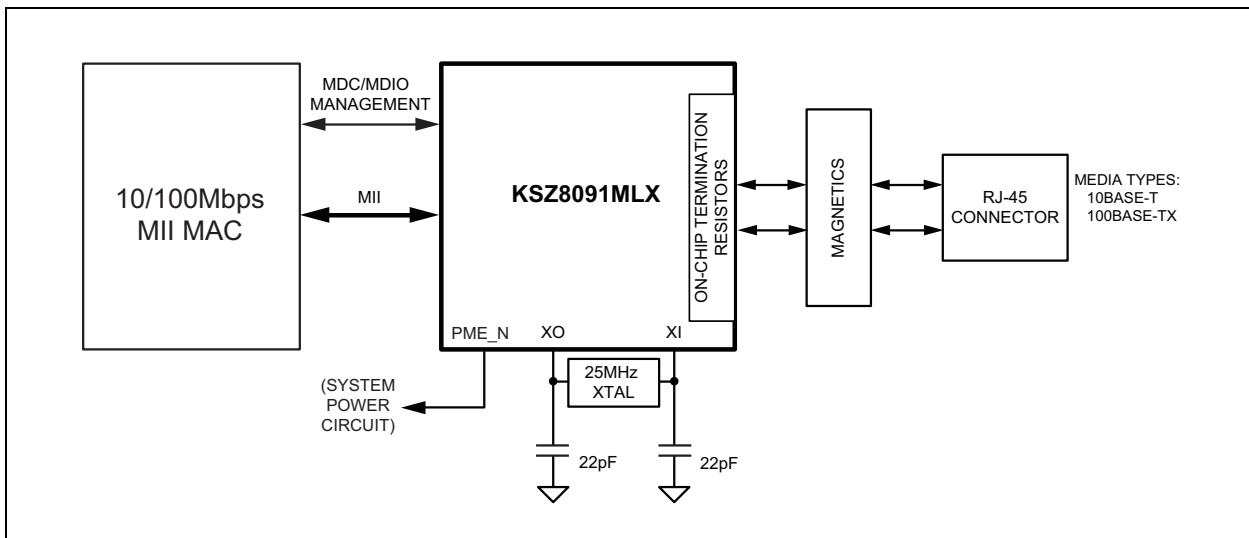 10/100Mbps
MII MAC
MDC/MDIO
MANAGEMENT
MII
KSZ8091MLX
ON-CHIP TERMINATION
RESISTORS
PME_N
XO
XI
25MHz
XTAL
22pF
22pF
(SYSTEM
POWER
CIRCUIT)
MAGNETICS
RJ-45
CONNECTOR
MEDIA TYPES:
10BASE-T
100BASE-TX